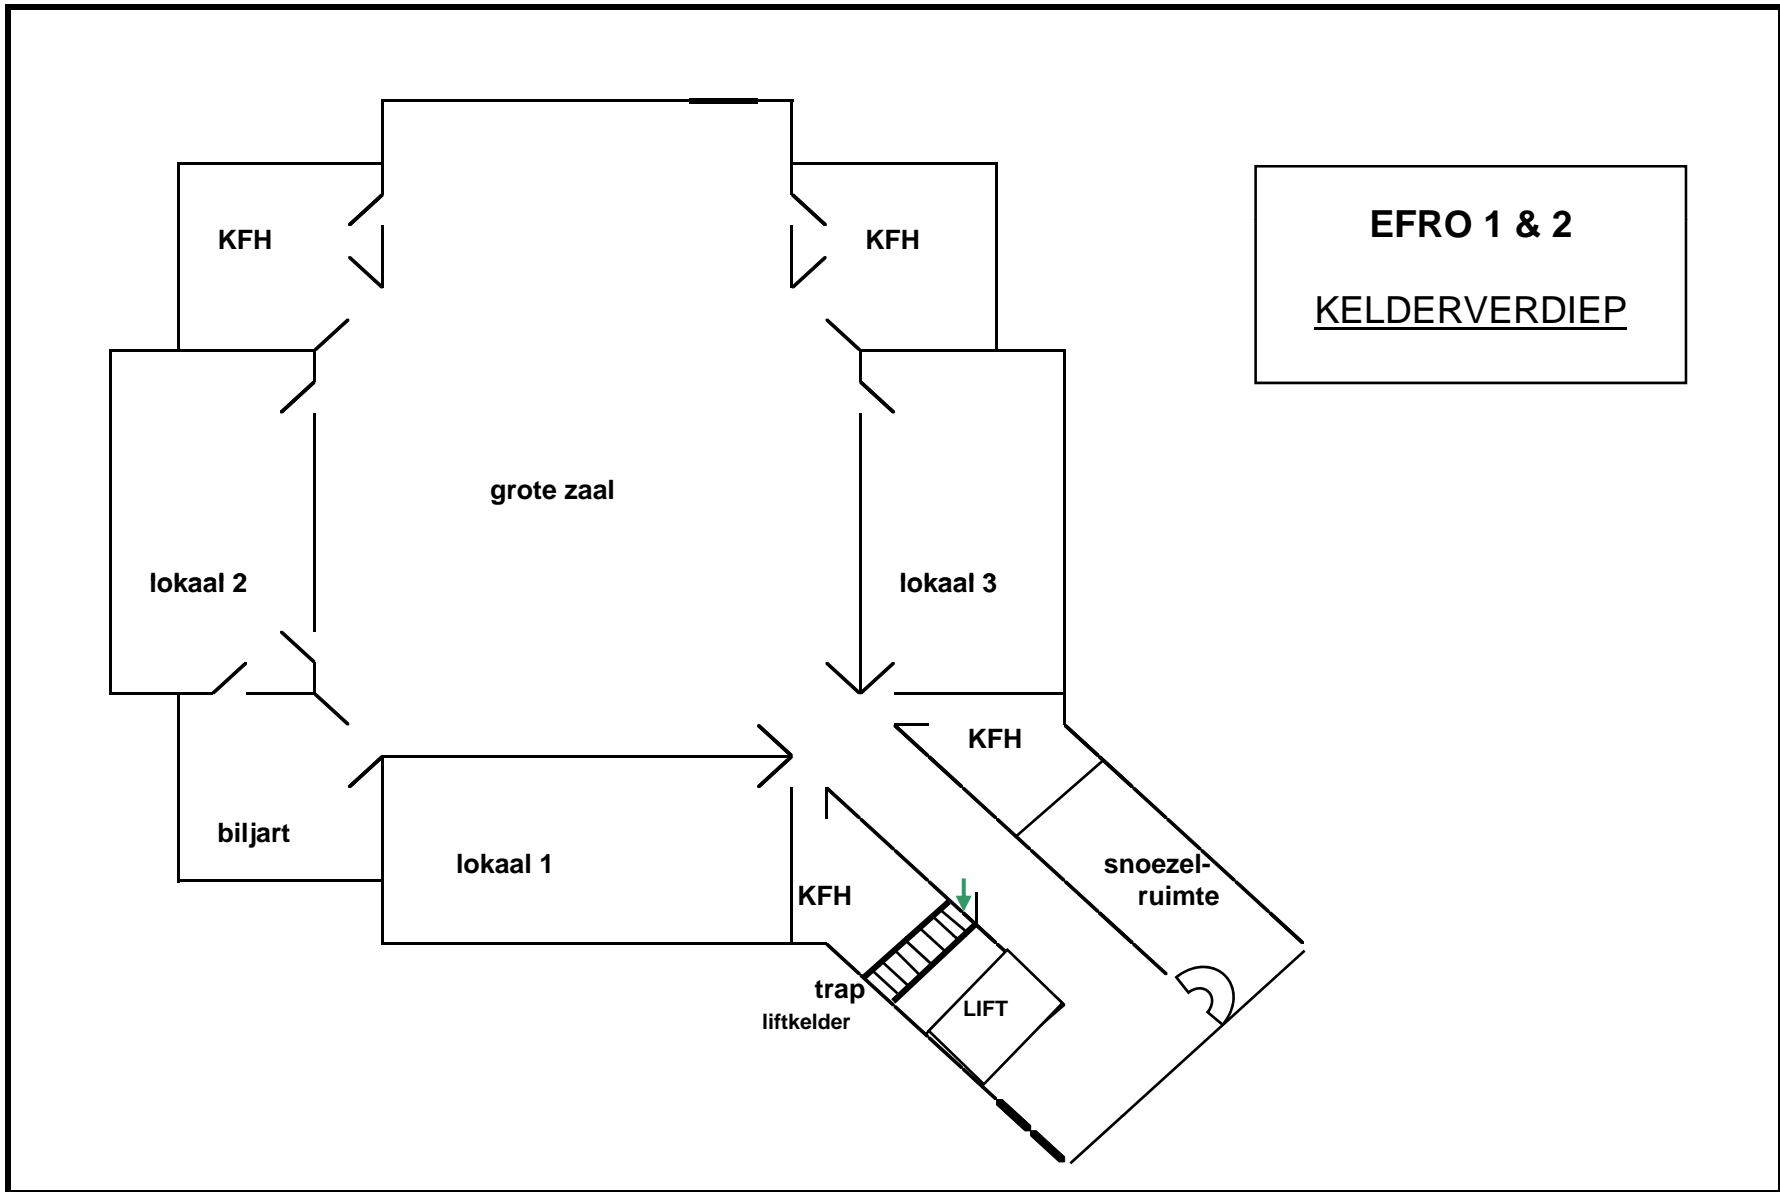 EFRO 1 & 2
KELDERVERDIEP
KFH
KFH
grote zaal
lokaal 2
lokaal 3
KFH
biljart
lokaal 1
snoezel-
ruimte
KFH
trap
liftkelder
LIFT